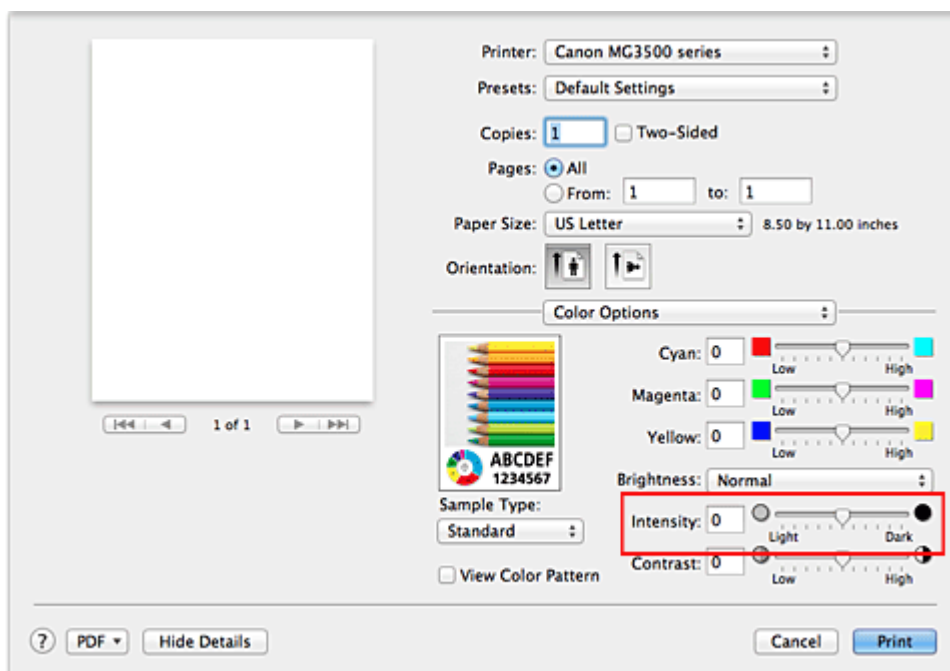 Printer: Canon MG3500 series
Presets: Default Settings
Copies: 1 Two-Sided
Pages: All
From: 1 to: 1
Paper Size: US Letter 8.50 by 11.00 inches
Orientation:
Color Options
1 of 1
ABCDEF
1234567
Sample Type:
Standard
View Color Pattern
Cyan: 0
Low High
Magenta: 0
Low High
Yellow: 0
Low High
Brightness: Normal
Intensity: 0
Light Dark
Contrast: 0
Low High
? PDF Hide Details Cancel Print